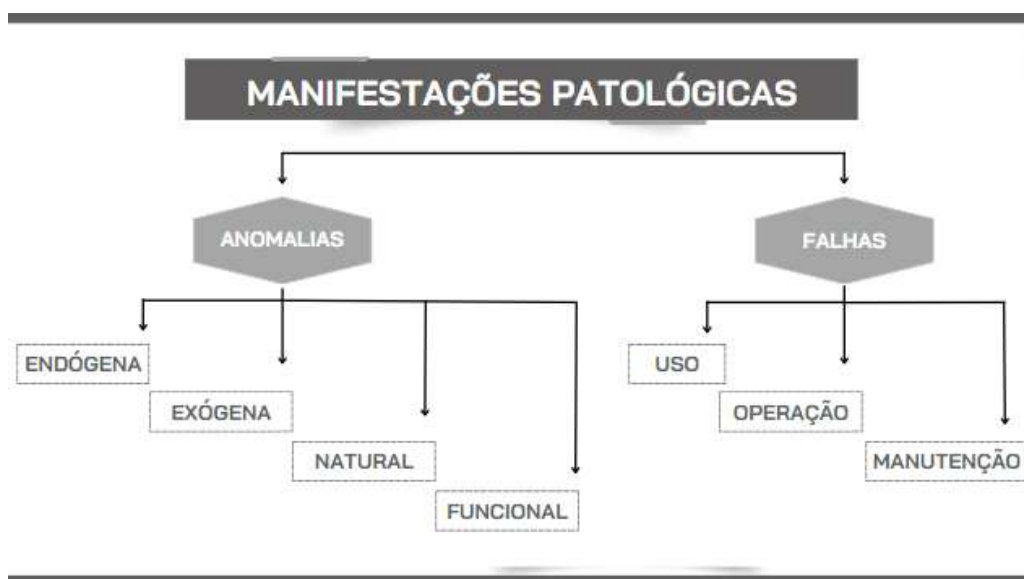 MANIFESTAÇÕES PATOLÓGICAS
ANOMALIAS
FALHAS
ENDÓGENA
EXÓGENA
NATURAL
FUNCIONAL
USO
OPERAÇÃO
MANUTENÇÃO